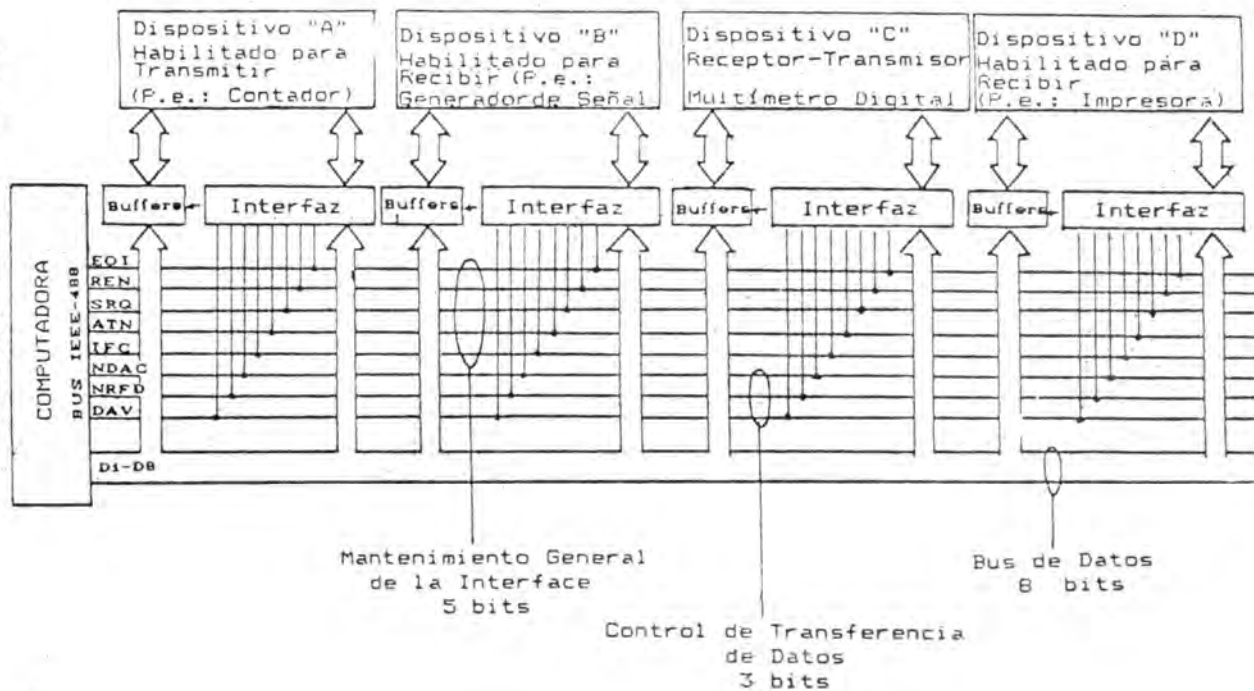 Dispositivo "A"
Habilitado para
Transmitir
(P.e.: Contador)
Dispositivo "B"
Habilitado para
Recibir (P.e.:
Generadorde Señal
Dispositivo "C"
Receptor-Transmisor
Multímetro Digital
Dispositivo "D"
Habilitado para
Recibir
(P.e.: Impresora)
Buffers
Interfaz
Buffers
Interfaz
Buffers
Interfaz
Buffers
Interfaz
COMPUTADORA
BUS IEEE-488
EOI
REN
SRQ
ATN
IFC
NDAC
NRFD
DAV
D1-D8
Mantenimiento General
de la Interface
5 bits
Control de Transferencia
de Datos
3 bits
Bus de Datos
8 bits